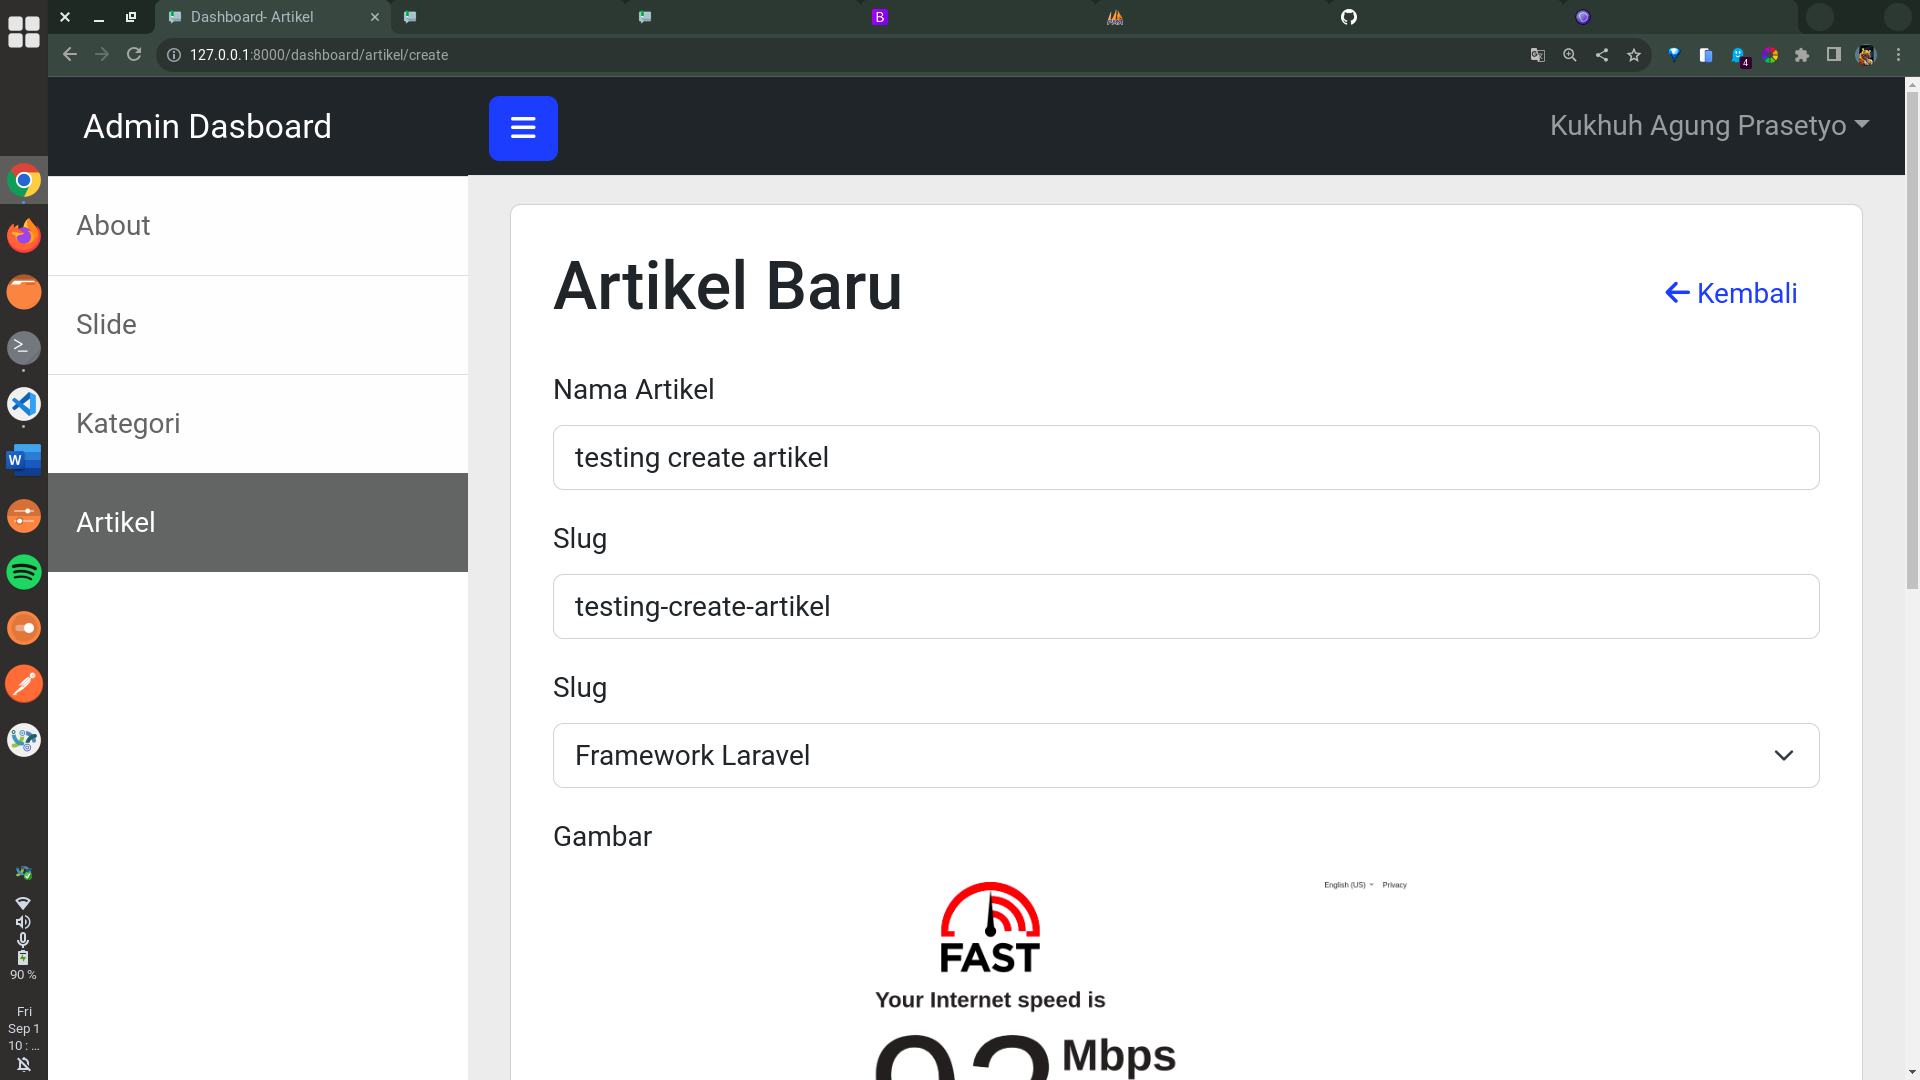 Dashboard- Artikel
B
127.0.0.1:8000/dashboard/artikel/create
4
Admin Dasboard
Kukhuh Agung Prasetyo
About
Slide
Kategori
Artikel
Artikel Baru
Kembali
Nama Artikel
testing create artikel
Slug
testing-create-artikel
Slug
Framework Laravel
Gambar
FAST
English (US)
Privacy
Your Internet speed is
Mbps
W
90 %
Fri
Sep 1
10 : ...